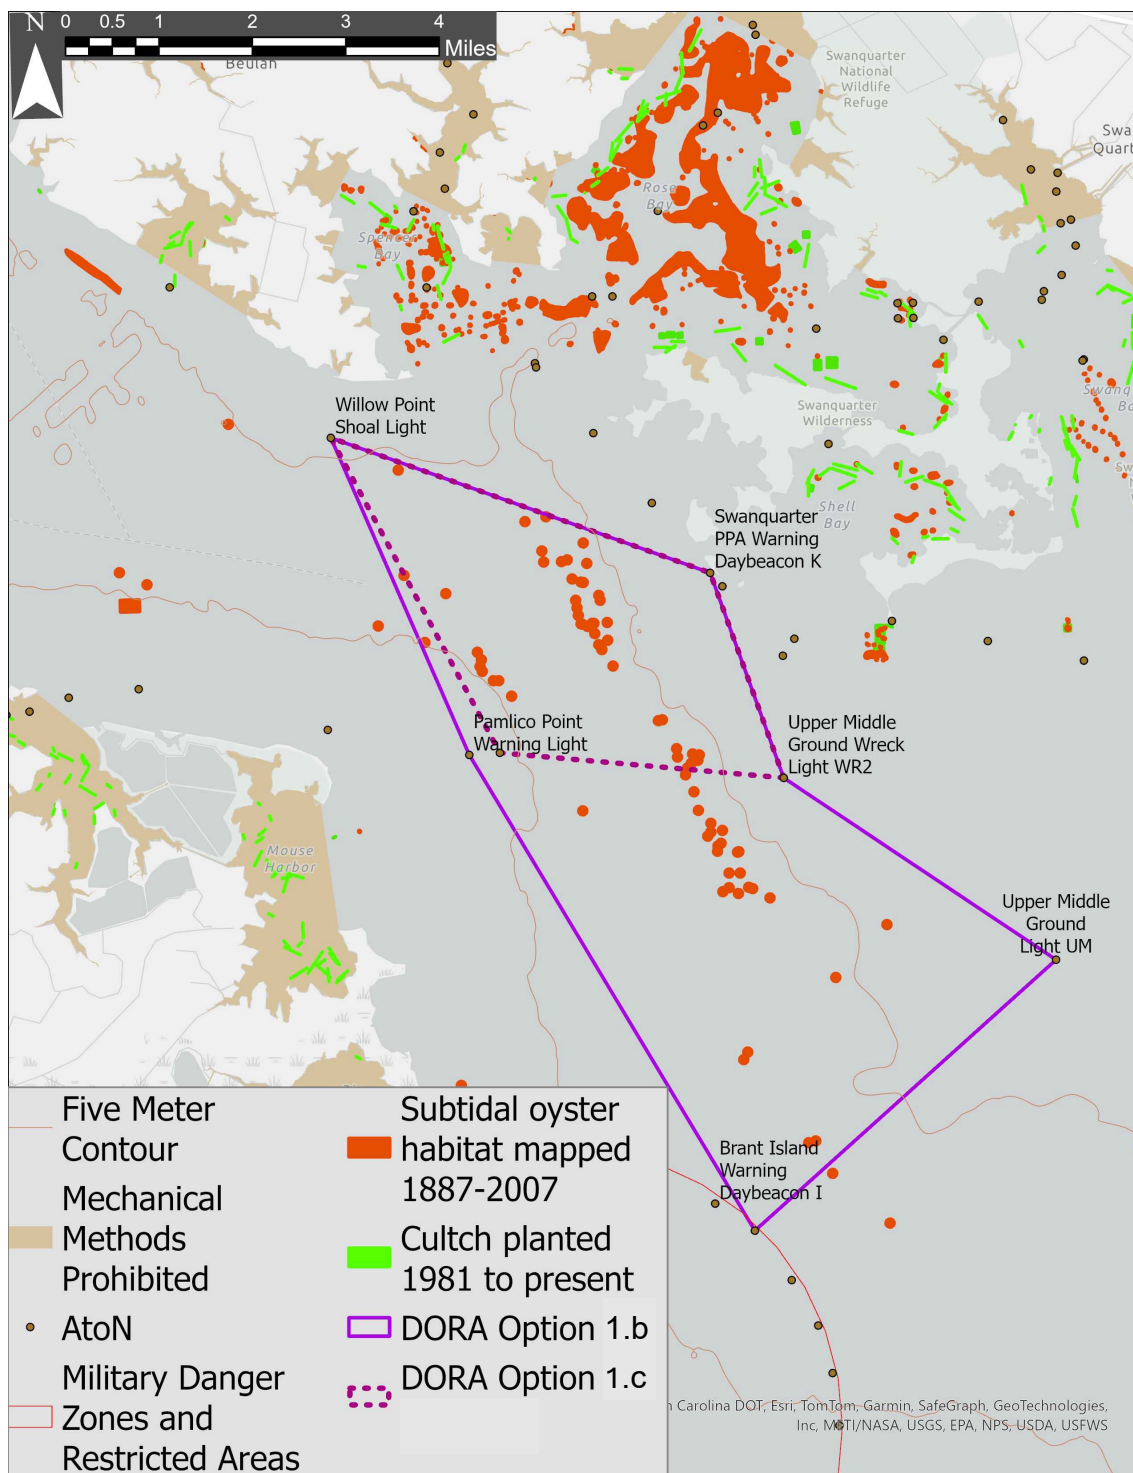 N
0 0.5 1 2 3 4
Miles
Beulah
Swanquarter
National
Wildlife
Refuge
Swa
Quart
Rose
Bay
Spencer
Bay
Willow Point
Shoal Light
Swanquarter
Wilderness
Swanq
Ba
Sw
N
Shell
Bay
Swanquarter
PPA Warning
Daybeacon K
Pamlico Point
Warning Light
Upper Middle
Ground Wreck
Light WR2
Mouse
Harbor
Upper Middle
Ground
Light UM
Brant Island
Warning
Daybeacon I
Five Meter
Contour
Mechanical
Methods
Prohibited
AtoN
Military Danger
Zones and
Restricted Areas
Subtidal oyster
habitat mapped
1887-2007
Cultch planted
1981 to present
DORA Option 1.b
DORA Option 1.c
n Carolina DOT, Esri, TomTom, Garmin, SafeGraph, GeoTechnologies,
Inc, METI/NASA, USGS, EPA, NPS, USDA, USFWS